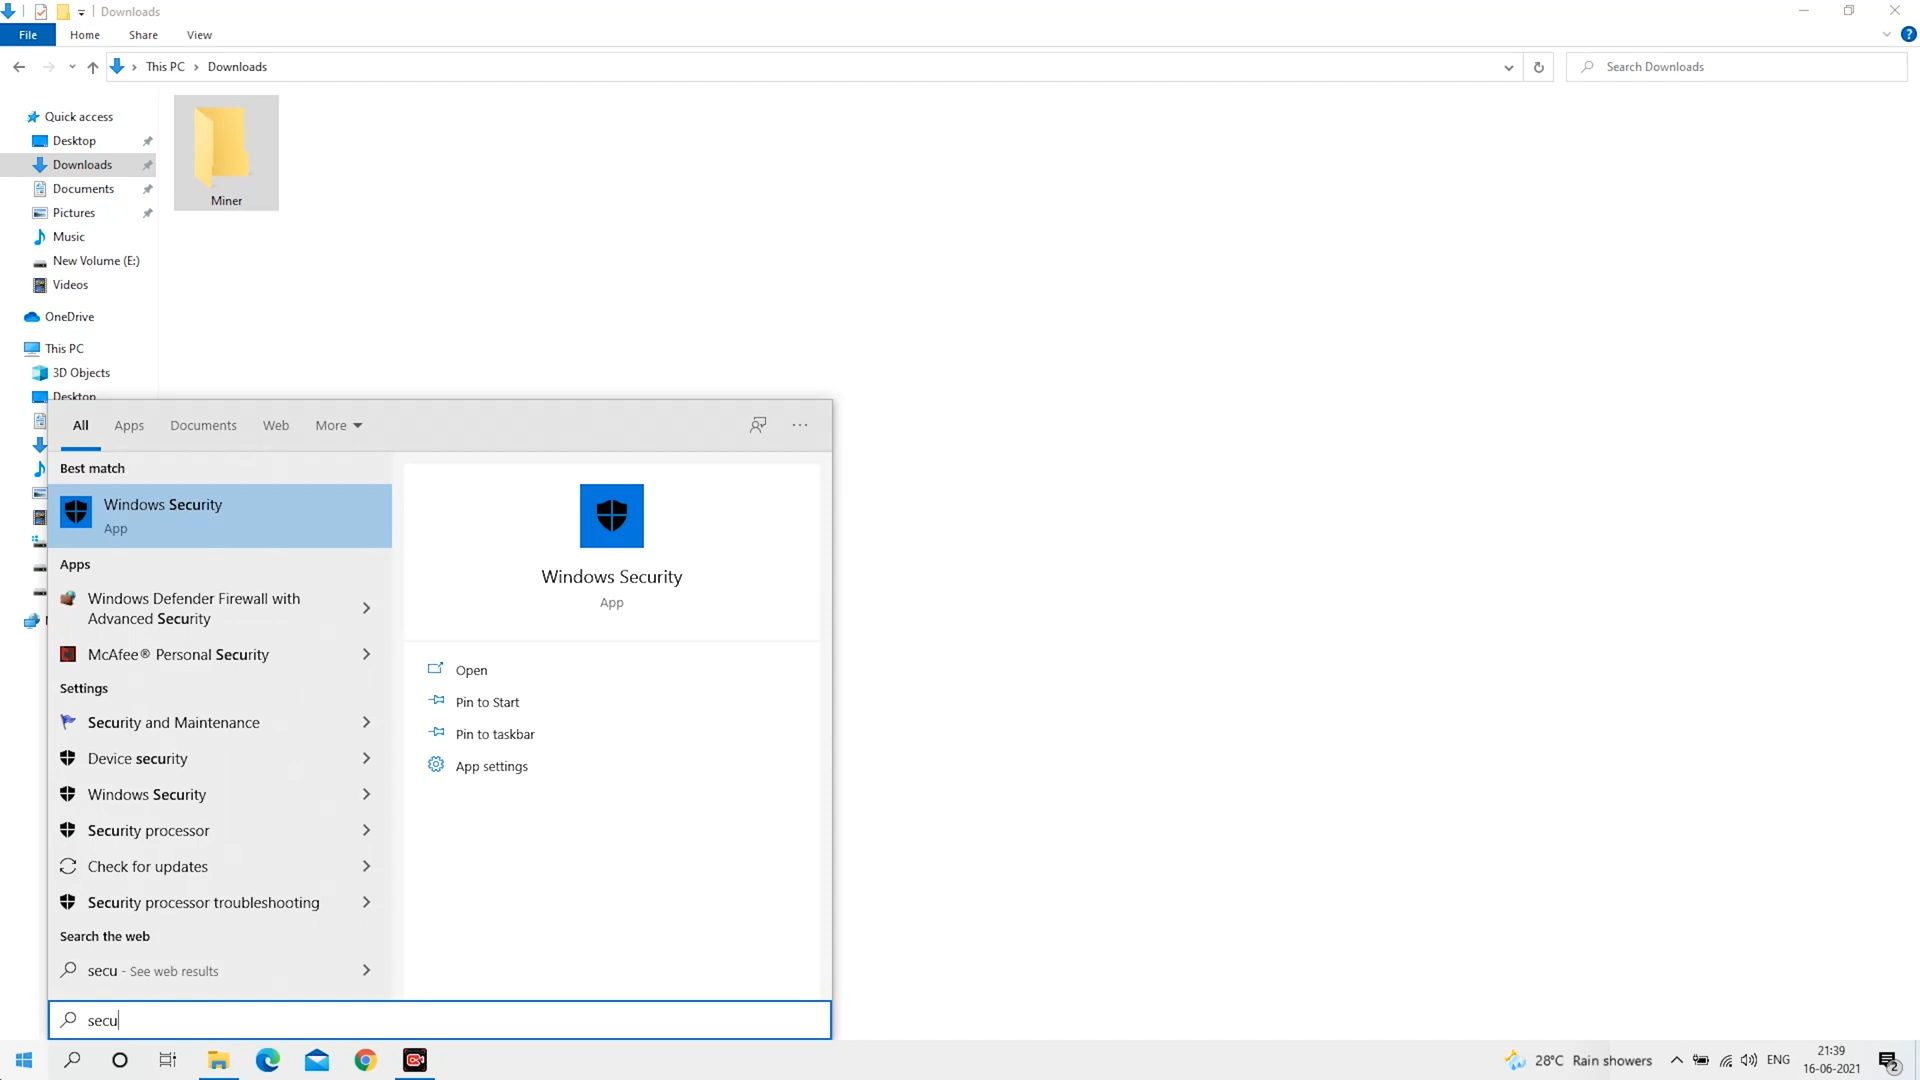 Downloads
File
Home
Share
View
This PC
Downloads
Search Downloads
Quick access
Desktop
Downloads
Documents
Pictures
Music
New Volume (E:)
Videos
OneDrive
This PC
3D Objects
Desktop
Miner
All
Apps
Documents
Web
More
Best match
Windows Security
App
Apps
Windows Defender Firewall with
Advanced Security
McAfee® Personal Security
Settings
Security and Maintenance
Device security
Windows Security
Security processor
Check for updates
Security processor troubleshooting
Search the web
secu - See web results
secu
Windows Security
App
Open
Pin to Start
Pin to taskbar
App settings
28°C Rain showers
ENG
21:39
16-06-2021
2